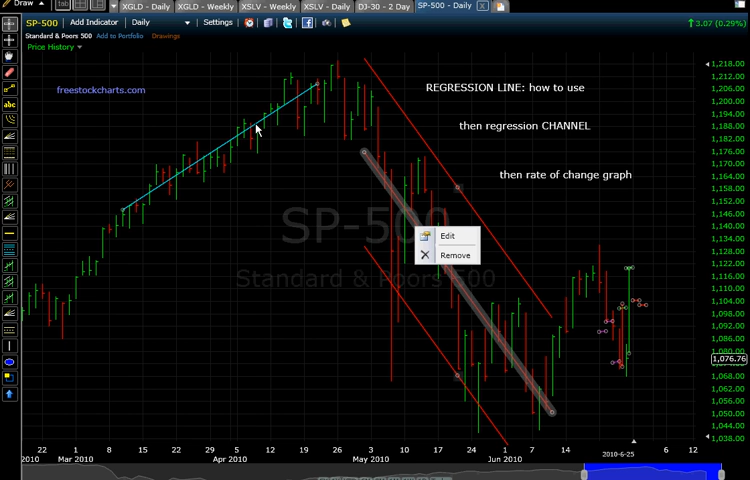 Draw
tab
XGLD - Daily
XGLD - Weekly
XSLV - Weekly
XSLV - Daily
DJ-30 - 2 Day
SP-500 - Daily
SP-500
Add Indicator
Daily
Settings
3.07 (0.29%)
Standard & Poors 500
Add to Portfolio
Drawings
Price History
freestockcharts.com
REGRESSION LINE: how to use
then regression CHANNEL
then rate of change graph
SP-500
Standard & Poors 500
Edit
Remove
abc
1,218.00
1,212.00
1,206.00
1,200.00
1,194.00
1,188.00
1,182.00
1,176.00
1,170.00
1,164.00
1,158.00
1,152.00
1,146.00
1,140.00
1,134.00
1,128.00
1,122.00
1,116.00
1,110.00
1,104.00
1,098.00
1,092.00
1,086.00
1,080.00
1,076.76
1,068.00
1,062.00
1,056.00
1,050.00
1,044.00
1,038.00
22 8 15 22 29 5 12 19 26 3 10 17 24 1 7 14 2010-6-25 6 12
2010 Mar 2010 Apr 2010 May 2010 Jun 2010